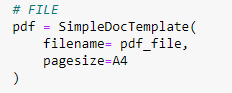 # FILE
pdf = SimpleDocTemplate(
    filename= pdf_file,
    pagesize=A4
)